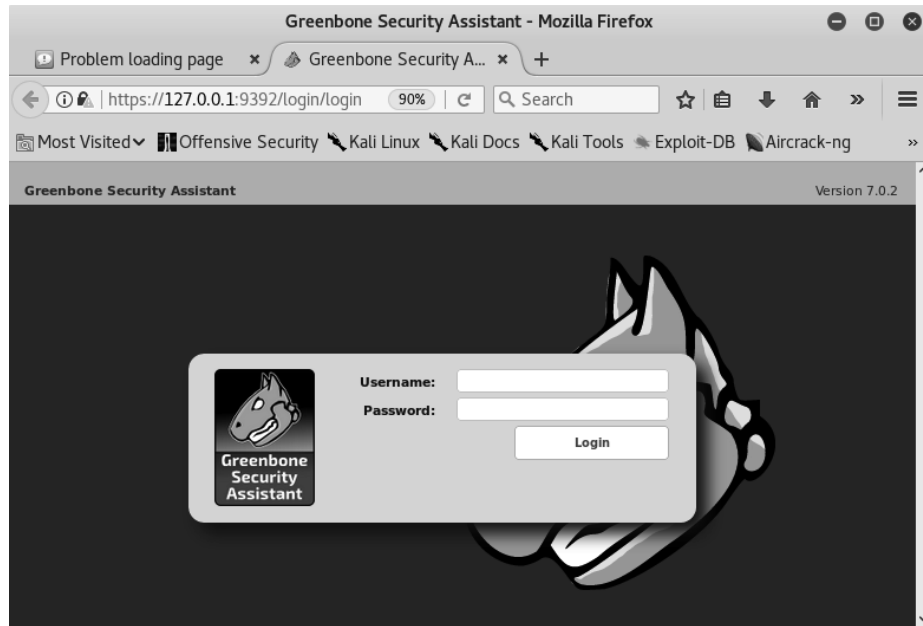 Greenbone Security Assistant - Mozilla Firefox
Problem loading page
Greenbone Security A...
https://127.0.0.1:9392/login/login
90%
Search
Most Visited
Offensive Security
Kali Linux
Kali Docs
Kali Tools
Exploit-DB
Aircrack-ng
Greenbone Security Assistant
Version 7.0.2
Username:
Password:
Login
Greenbone
Security
Assistant